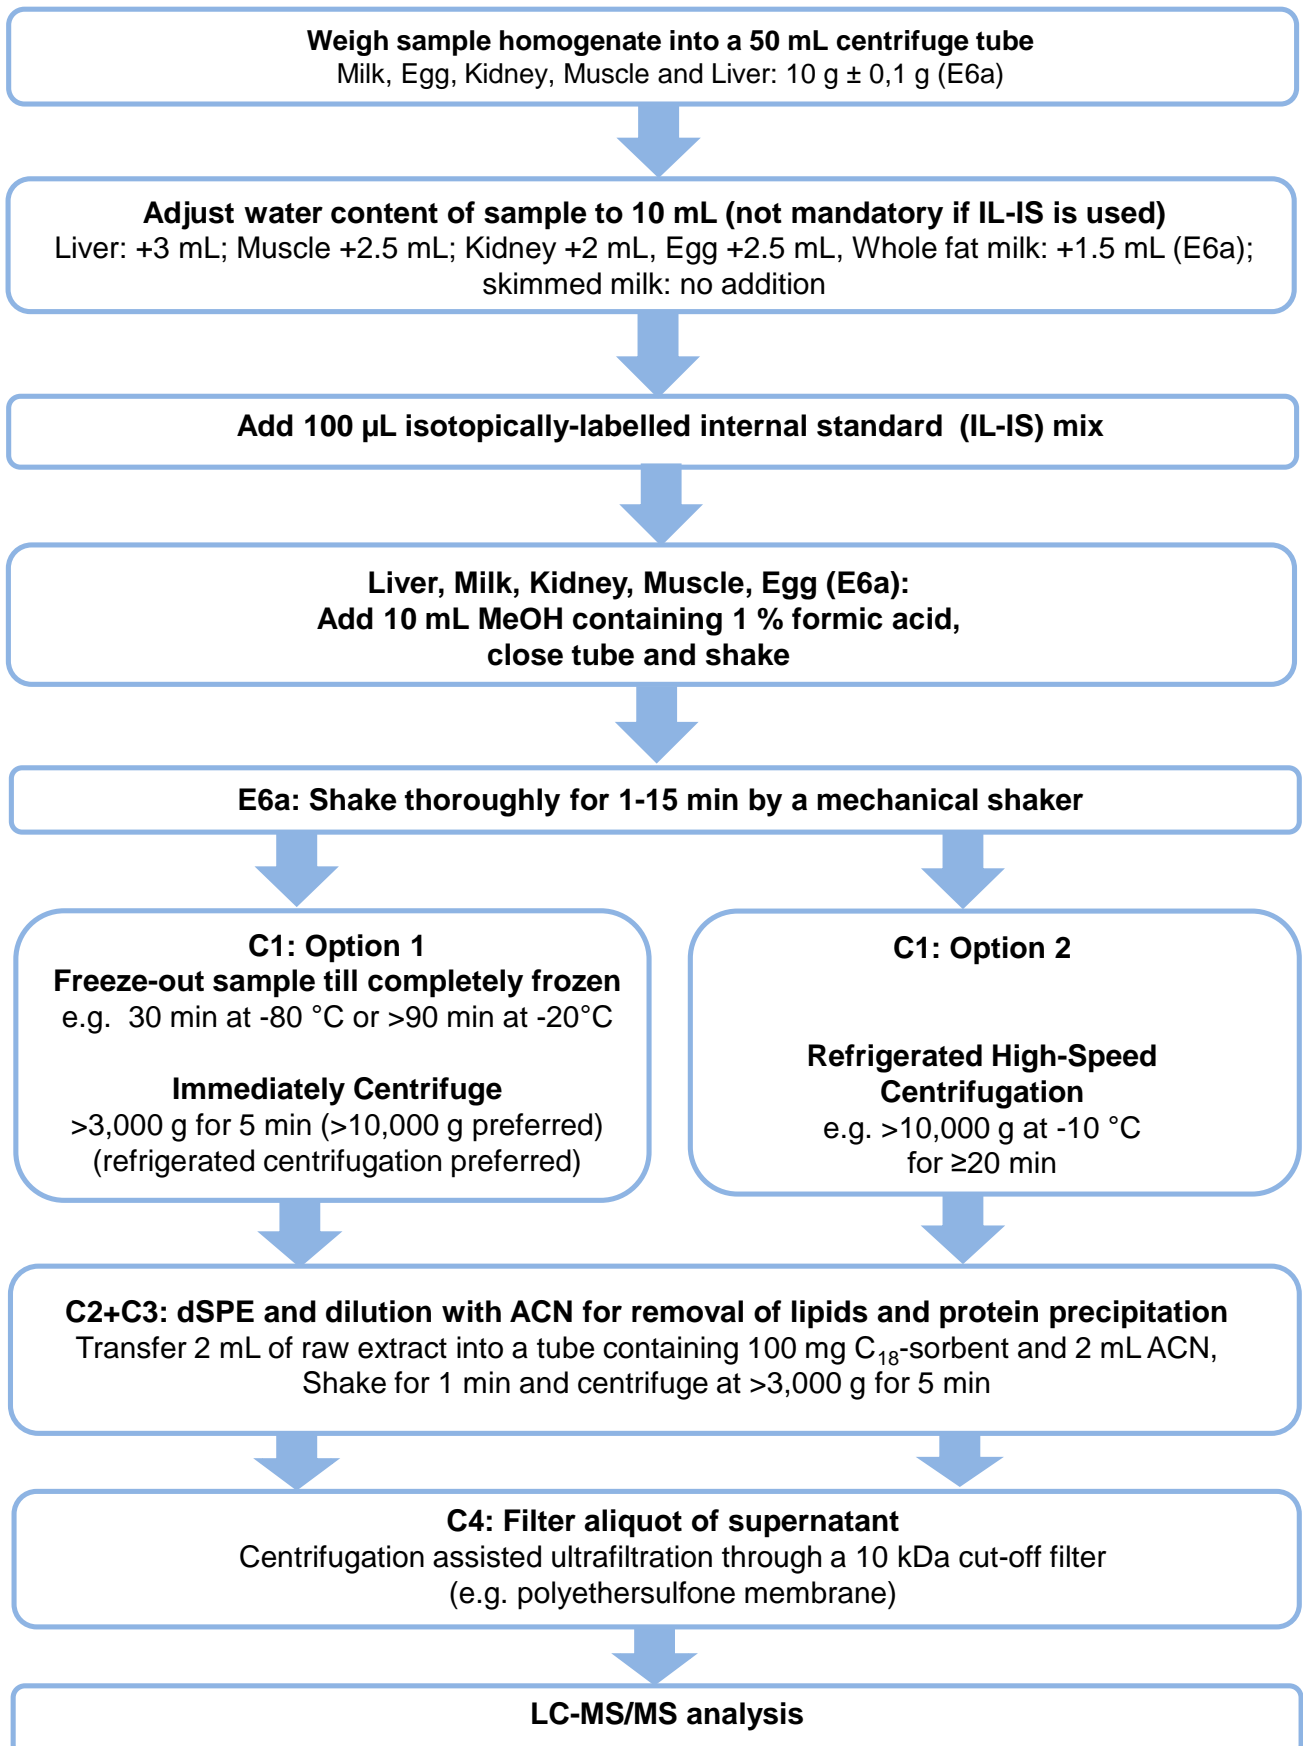 Weigh sample homogenate into a 50 mL centrifuge tube
Milk, Egg, Kidney, Muscle and Liver: 10 g ± 0,1 g (E6a)
Adjust water content of sample to 10 mL (not mandatory if IL-IS is used)
Liver: +3 mL; Muscle +2.5 mL; Kidney +2 mL, Egg +2.5 mL, Whole fat milk: +1.5 mL (E6a);
skimmed milk: no addition
Add 100 µL isotopically-labelled internal standard (IL-IS) mix
Liver, Milk, Kidney, Muscle, Egg (E6a):
Add 10 mL MeOH containing 1 % formic acid,
close tube and shake
E6a: Shake thoroughly for 1-15 min by a mechanical shaker
C1: Option 1
Freeze-out sample till completely frozen
e.g. 30 min at -80 °C or >90 min at -20°C
Immediately Centrifuge
>3,000 g for 5 min (>10,000 g preferred)
(refrigerated centrifugation preferred)
C1: Option 2
Refrigerated High-Speed
Centrifugation
e.g. >10,000 g at -10 °C
for ≥20 min
C2+C3: dSPE and dilution with ACN for removal of lipids and protein precipitation
Transfer 2 mL of raw extract into a tube containing 100 mg C₁₈-sorbent and 2 mL ACN,
Shake for 1 min and centrifuge at >3,000 g for 5 min
C4: Filter aliquot of supernatant
Centrifugation assisted ultrafiltration through a 10 kDa cut-off filter
(e.g. polyethersulfone membrane)
LC-MS/MS analysis